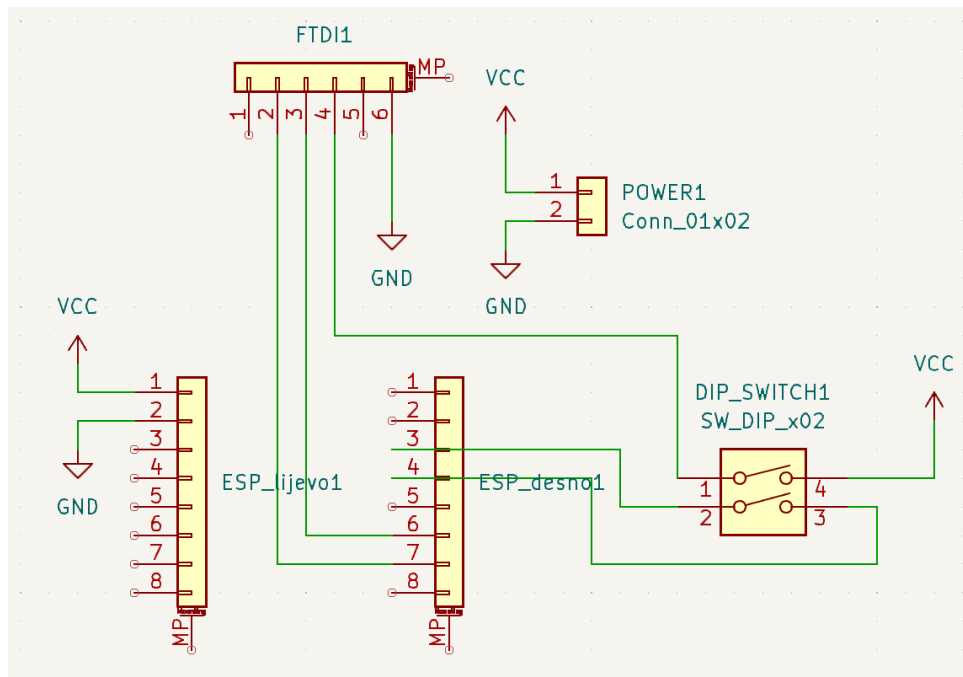 FTDI1
MP
1
2
3
4
5
6
GND
VCC
1
2
POWER1
Conn_01x02
GND
VCC
1
2
3
4
5
6
7
8
GND
ESP_lijevo1
MP
1
2
3
4
5
6
7
8
ESP_desno1
MP
DIP_SWITCH1
SW_DIP_x02
1
2
4
3
VCC